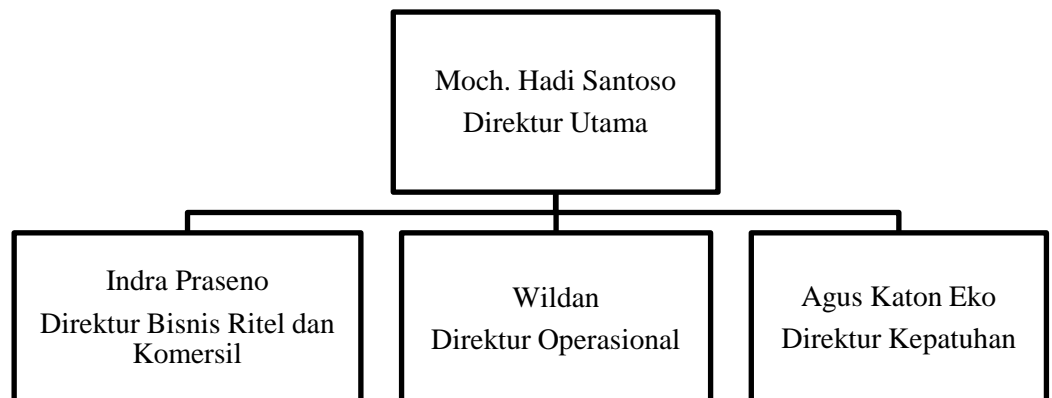 Moch. Hadi Santoso
Direktur Utama
Indra Praseno
Direktur Bisnis Ritel dan
Komersil
Wildan
Direktur Operasional
Agus Katon Eko
Direktur Kepatuhan